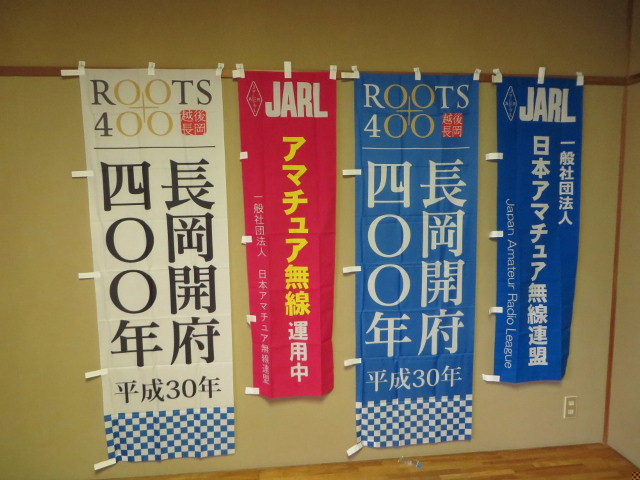 ROOTS
400
越後
長岡
長岡開府
四〇〇年
平成30年
JARL
アマチュア無線運用中
一般社団法人 日本アマチュア無線連盟
ROOTS
400
越後
長岡
長岡開府
四〇〇年
平成30年
JARL
一般社団法人
日本アマチュア無線連盟
Japan Amateur Radio League